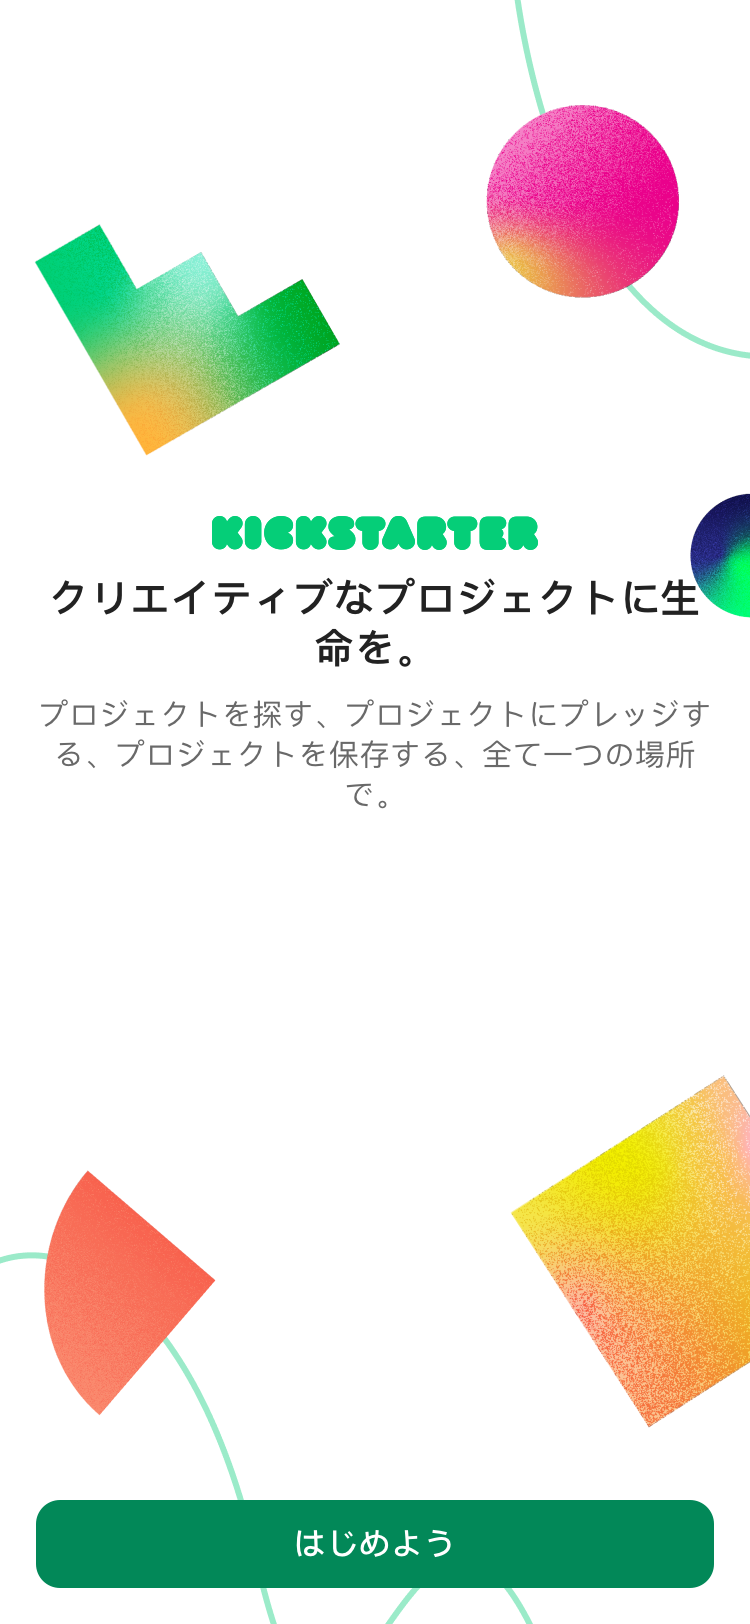 KICKSTARTER
クリエイティブなプロジェクトに生
命を。
プロジェクトを探す、プロジェクトにプレッジす
る、プロジェクトを保存する、全て一つの場所
で。
はじめよう